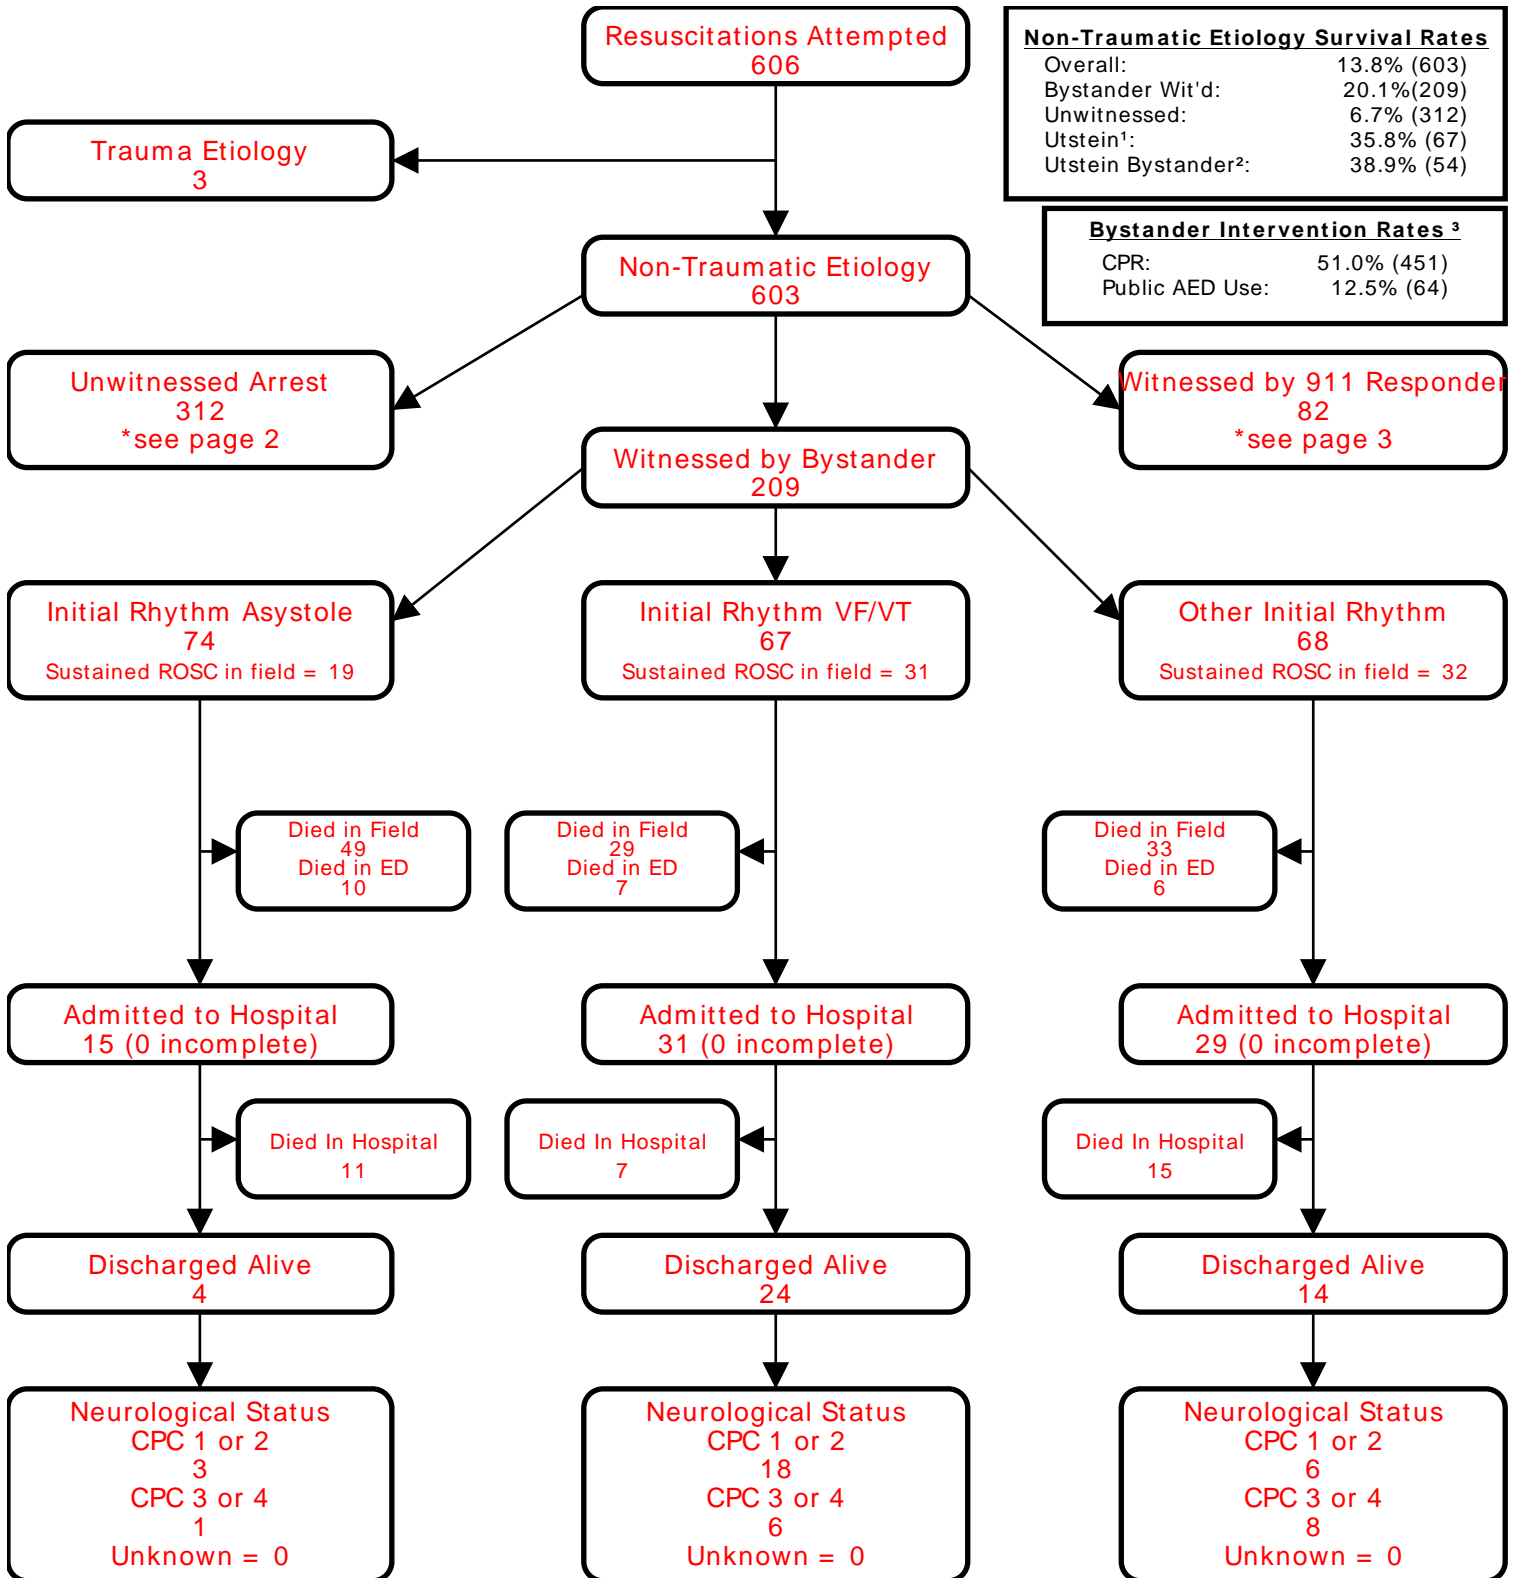 Resuscitations Attempted
606
Non-Traumatic Etiology Survival Rates
Overall: 13.8% (603)
Bystander Wit'd: 20.1%(209)
Unwitnessed: 6.7% (312)
Utstein¹: 35.8% (67)
Utstein Bystander²: 38.9% (54)
Trauma Etiology
3
Bystander Intervention Rates ³
CPR: 51.0% (451)
Public AED Use: 12.5% (64)
Non-Traumatic Etiology
603
Unwitnessed Arrest
312
*see page 2
Witnessed by 911 Responder
82
*see page 3
Witnessed by Bystander
209
Initial Rhythm Asystole
74
Sustained ROSC in field = 19
Initial Rhythm VF/VT
67
Sustained ROSC in field = 31
Other Initial Rhythm
68
Sustained ROSC in field = 32
Died in Field
49
Died in ED
10
Died in Field
29
Died in ED
7
Died in Field
33
Died in ED
6
Admitted to Hospital
15 (0 incomplete)
Admitted to Hospital
31 (0 incomplete)
Admitted to Hospital
29 (0 incomplete)
Died In Hospital
11
Died In Hospital
7
Died In Hospital
15
Discharged Alive
4
Discharged Alive
24
Discharged Alive
14
Neurological Status
CPC 1 or 2
3
CPC 3 or 4
1
Unknown = 0
Neurological Status
CPC 1 or 2
18
CPC 3 or 4
6
Unknown = 0
Neurological Status
CPC 1 or 2
6
CPC 3 or 4
8
Unknown = 0